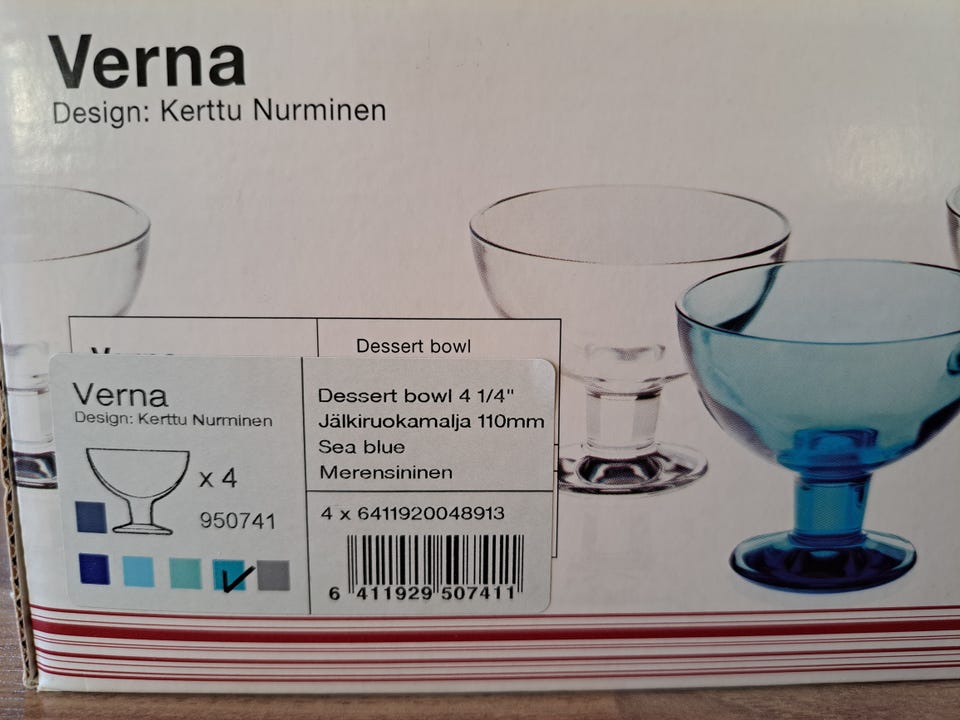 Verna
Design: Kerttu Nurminen
Dessert bowl
Verna
Design: Kerttu Nurminen
x 4
950741
Dessert bowl 4 1/4"
Jälkiruokamalja 110mm
Sea blue
Merensininen
4 x 6411920048913
6 411929 507411